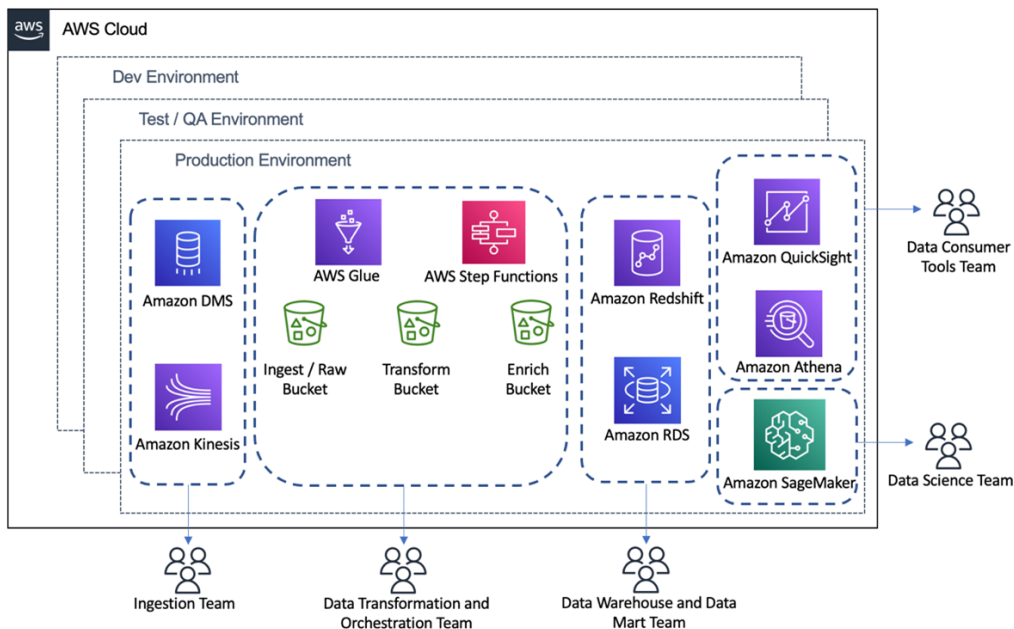 aws
AWS Cloud
Dev Environment
Test / QA Environment
Production Environment
Amazon DMS
Amazon Kinesis
AWS Glue
AWS Step Functions
Ingest / Raw
Bucket
Transform
Bucket
Enrich
Bucket
Amazon Redshift
Amazon RDS
Amazon QuickSight
Amazon Athena
Amazon SageMaker
Data Consumer
Tools Team
Data Science Team
Ingestion Team
Data Transformation and
Orchestration Team
Data Warehouse and Data
Mart Team